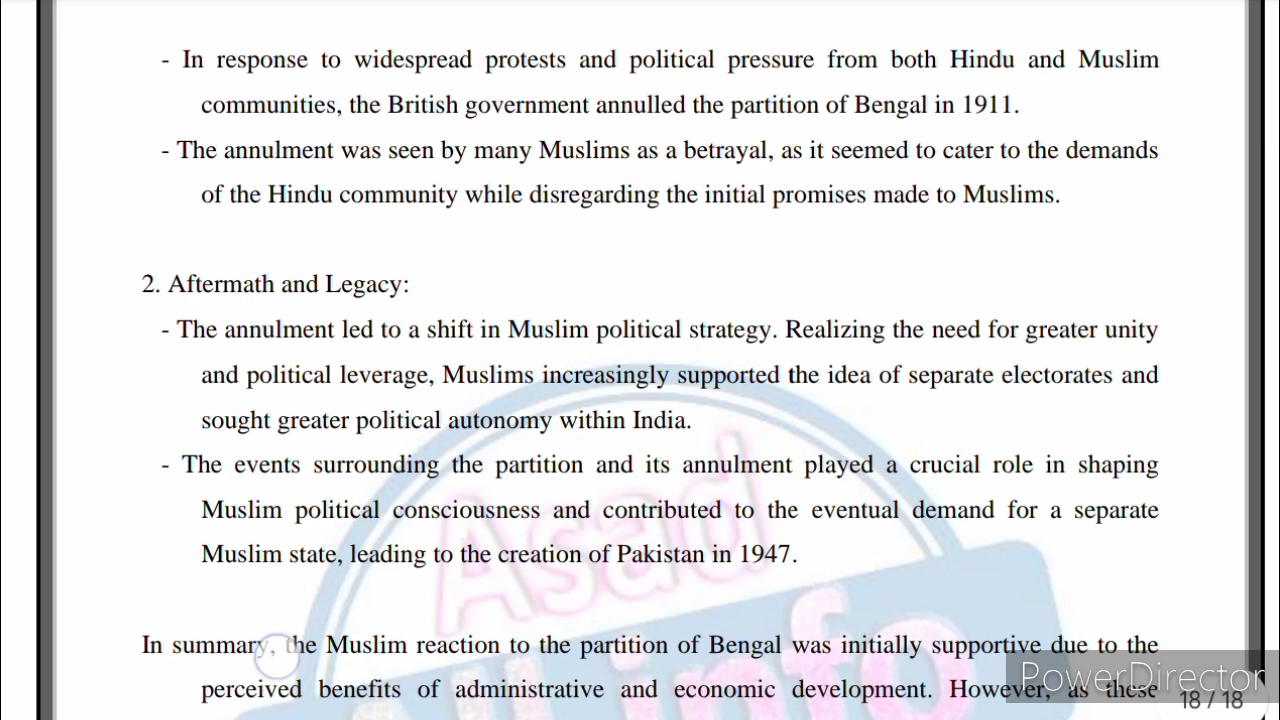 - In response to widespread protests and political pressure from both Hindu and Muslim
communities, the British government annulled the partition of Bengal in 1911.
- The annulment was seen by many Muslims as a betrayal, as it seemed to cater to the demands
of the Hindu community while disregarding the initial promises made to Muslims.
2. Aftermath and Legacy:
- The annulment led to a shift in Muslim political strategy. Realizing the need for greater unity
and political leverage, Muslims increasingly supported the idea of separate electorates and
sought greater political autonomy within India.
- The events surrounding the partition and its annulment played a crucial role in shaping
Muslim political consciousness and contributed to the eventual demand for a separate
Muslim state, leading to the creation of Pakistan in 1947.
In summary, the Muslim reaction to the partition of Bengal was initially supportive due to the
perceived benefits of administrative and economic development. However, as these
Asad
info
PowerDirector
18 / 18